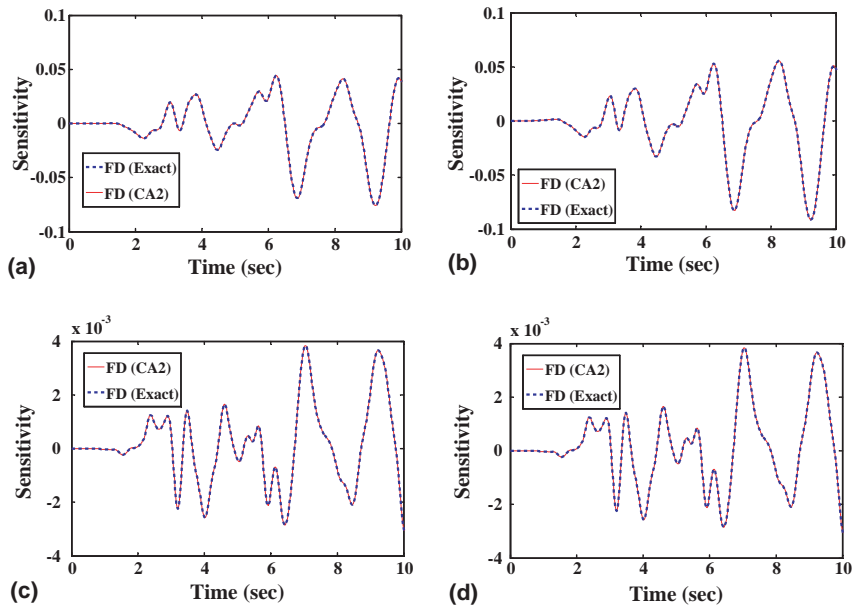 0.1
0.05
0
-0.05
-0.1
Sensitivity
FD (Exact)
FD (CA2)
0 2 4 6 8 10
Time (sec)
(a)
0.1
0.05
0
-0.05
-0.1
Sensitivity
FD (CA2)
FD (Exact)
0 2 4 6 8 10
Time (sec)
(b)
x 10⁻³
4
2
0
-2
-4
Sensitivity
FD (CA2)
FD (Exact)
0 2 4 6 8 10
Time (sec)
(c)
x 10⁻³
4
2
0
-2
-4
Sensitivity
FD (CA2)
FD (Exact)
0 2 4 6 8 10
Time (sec)
(d)